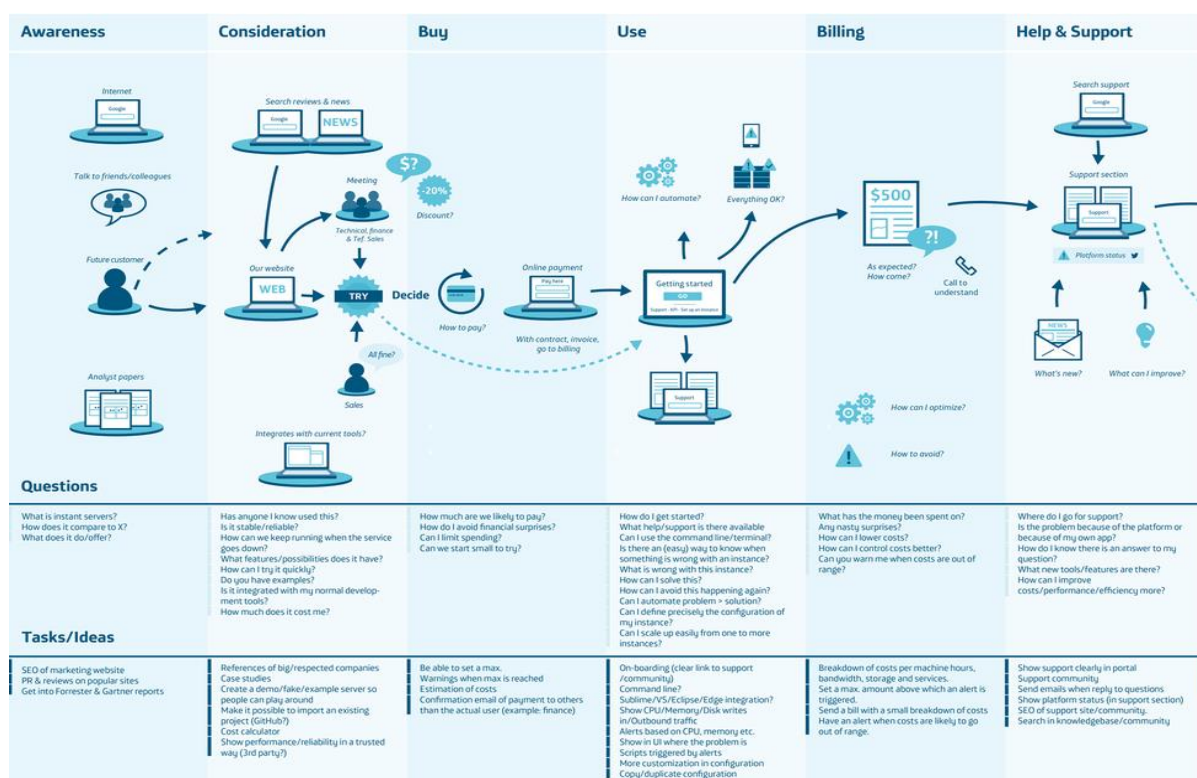 Awareness
Consideration
Buy
Use
Billing
Help & Support
Internet
Google
Talk to friends/colleagues
Future customer
Analyst papers
Search reviews & news
Google
NEWS
$?
Meeting
-20%
Discount?
Technical, finance
& Tef. Sales
Our website
WEB
TRY
Decide
All fine?
Sales
Integrates with current tools?
How to pay?
Online payment
Pay here
With contract, invoice,
go to billing
How can I automate?
Everything OK?
Getting started
GO
Support - API - Set up an instance
Support
$500
?!
As expected?
How come?
Call to
understand
How can I optimize?
How to avoid?
Search support
Google
Support section
Support
Platform status
NEWS
What's new?
What can I improve?
Questions
What is instant servers?
How does it compare to X?
What does it do/offer?
Has anyone I know used this?
Is it stable/reliable?
How can we keep running when the service
goes down?
What features/possibilities does it have?
How can I try it quickly?
Do you have examples?
Is it integrated with my normal develop-
ment tools?
How much does it cost me?
How much are we likely to pay?
How do I avoid financial surprises?
Can I limit spending?
Can we start small to try?
How do I get started?
What help/support is there available
Can I use the command line/terminal?
Is there an (easy) way to know when
something is wrong with an instance?
What is wrong with this instance?
How can I solve this?
How can I avoid this happening again?
Can I automate problem > solution?
Can I define precisely the configuration of
my instance?
Can I scale up easily from one to more
instances?
What has the money been spent on?
Any nasty surprises?
How can I lower costs?
How can I control costs better?
Can you warn me when costs are out of
range?
Where do I go for support?
Is the problem because of the platform or
because of my own app?
How do I know there is an answer to my
question?
What new tools/features are there?
How can I improve
costs/performance/efficiency more?
Tasks/Ideas
SEO of marketing website
PR & reviews on popular sites
Get into Forrester & Gartner reports
References of big/respected companies
Case studies
Create a demo/fake/example server so
people can play around
Make it possible to import an existing
project (GitHub?)
Cost calculator
Show performance/reliability in a trusted
way (3rd party?)
Be able to set a max.
Warnings when max is reached
Estimation of costs
Confirmation email of payment to others
than the actual user (example: finance)
On-boarding (clear link to support
/community)
Command line?
Sublime/VS/Eclipse/Edge integration?
Show CPU/Memory/Disk writes
in/Outbound traffic
Alerts based on CPU, memory etc.
Show in UI where the problem is
Scripts triggered by alerts
More customization in configuration
Copy/duplicate configuration
Breakdown of costs per machine hours,
bandwidth, storage and services.
Set a max. amount above which an alert is
triggered.
Send a bill with a small breakdown of costs
Have an alert when costs are likely to go
out of range.
Show support clearly in portal
Support community
Send emails when reply to questions
Show platform status (in support section)
SEO of support site/community.
Search in knowledgebase/community